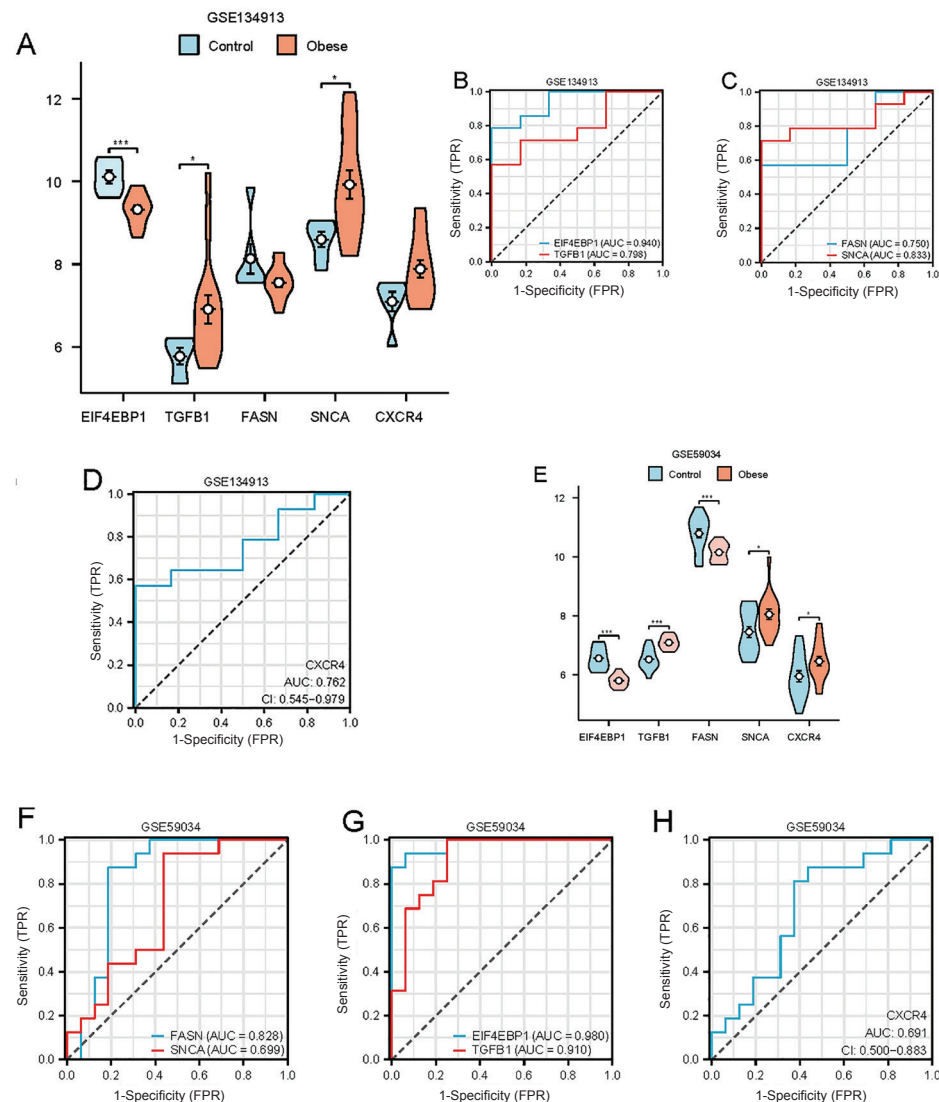 GSE134913
A
Control
Obese
12
10
8
6
***
*
*
EIF4EBP1
TGFB1
FASN
SNCA
CXCR4
B
GSE134913
Sensitivity (TPR)
1.0
0.8
0.6
0.4
0.2
0.0
EIF4EBP1 (AUC = 0.940)
TGFB1 (AUC = 0.798)
0.0 0.2 0.4 0.6 0.8 1.0
1-Specificity (FPR)
C
GSE134913
Sensitivity (TPR)
1.0
0.8
0.6
0.4
0.2
0.0
FASN (AUC = 0.750)
SNCA (AUC = 0.833)
0.0 0.2 0.4 0.6 0.8 1.0
1-Specificity (FPR)
D
GSE134913
Sensitivity (TPR)
1.0
0.8
0.6
0.4
0.2
0.0
CXCR4
AUC: 0.762
CI: 0.545–0.979
0.0 0.2 0.4 0.6 0.8 1.0
1-Specificity (FPR)
E
GSE59034
Control
Obese
12
10
8
6
***
***
***
*
*
EIF4EBP1
TGFB1
FASN
SNCA
CXCR4
F
GSE59034
Sensitivity (TPR)
1.0
0.8
0.6
0.4
0.2
0.0
FASN (AUC = 0.828)
SNCA (AUC = 0.699)
0.0 0.2 0.4 0.6 0.8 1.0
1-Specificity (FPR)
G
GSE59034
Sensitivity (TPR)
1.0
0.8
0.6
0.4
0.2
0.0
EIF4EBP1 (AUC = 0.980)
TGFB1 (AUC = 0.910)
0.0 0.2 0.4 0.6 0.8 1.0
1-Specificity (FPR)
H
GSE59034
Sensitivity (TPR)
1.0
0.8
0.6
0.4
0.2
0.0
CXCR4
AUC: 0.691
CI: 0.500–0.883
0.0 0.2 0.4 0.6 0.8 1.0
1-Specificity (FPR)